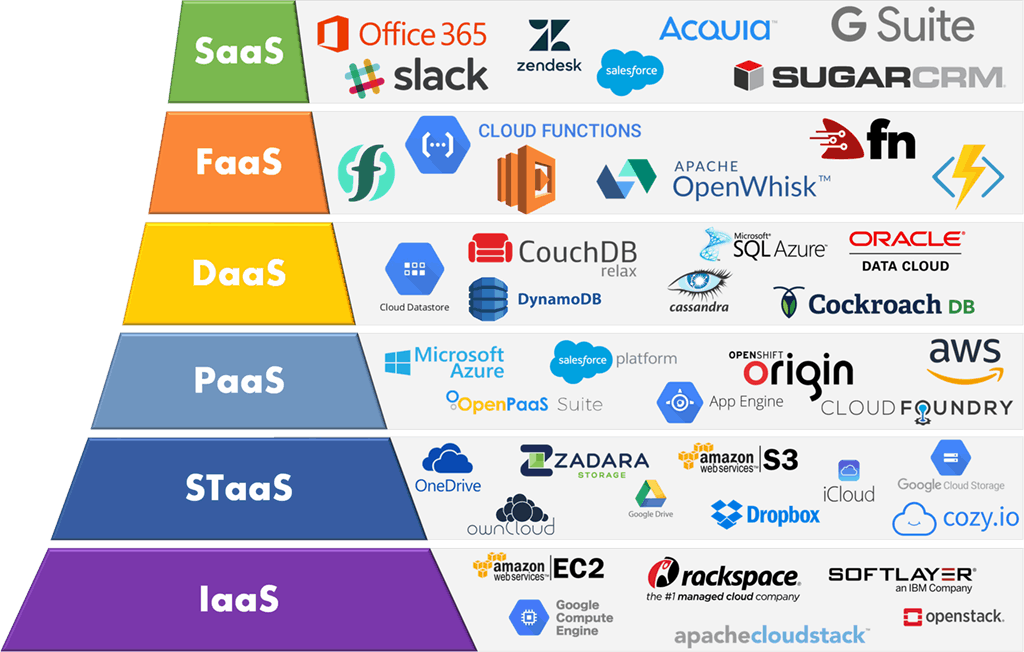 SaaS
Office 365
slack
zendesk
salesforce
ACQUIA™
G Suite
SUGARCRM.
FaaS
f
{...}
CLOUD FUNCTIONS
APACHE
OpenWhisk™
fn
DaaS
Cloud Datastore
CouchDB
relax
DynamoDB
Microsoft®
SQL Azure™
cassandra
ORACLE®
DATA CLOUD
Cockroach DB
PaaS
Microsoft
Azure
OpenPaaS Suite
salesforce platform
App Engine
OPENSHIFT
origin
aws
CLOUD FOUNDRY
STaaS
OneDrive
ownCloud
ZADARA
STORAGE
Google Drive
amazon
web services™ S3
Dropbox
iCloud
Google Cloud Storage
cozy.io
IaaS
amazon
web services™ EC2
Google
Compute
Engine
rackspace®
the #1 managed cloud company
apachecloudstack™
SOFTLAYER®
an IBM Company
openstack.